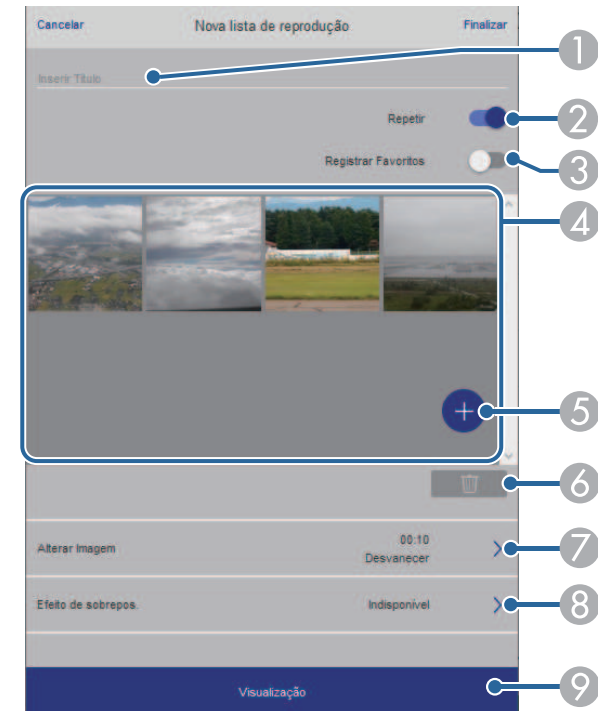 Cancelar Nova lista de reprodução Finalizar
1
Inserir Título
Repetir 2
Registrar Favoritos 3
4
5
6
00:10
Alterar Imagem 7
Desvanecer
Efeito de sobrepos. Indisponível 8
Visualização 9